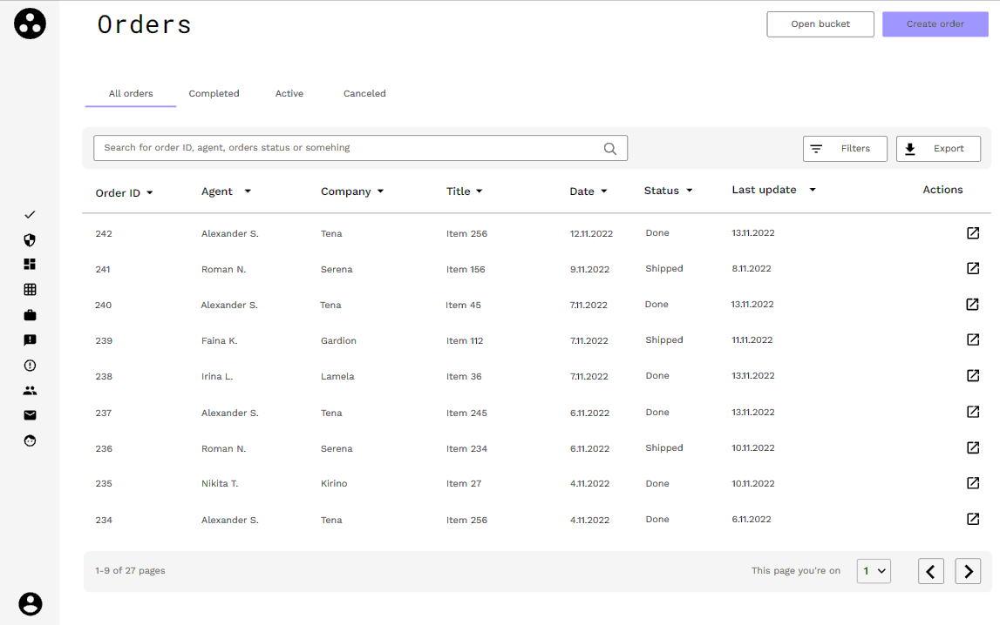 Orders
Open bucket
Create order
All orders Completed Active Canceled
Search for order ID, agent, orders status or somehing
Filters
Export
Order ID Agent Company Title Date Status Last update Actions
242 Alexander S. Tena Item 256 12.11.2022 Done 13.11.2022
241 Roman N. Serena Item 156 9.11.2022 Shipped 8.11.2022
240 Alexander S. Tena Item 45 7.11.2022 Done 13.11.2022
239 Faina K. Gardion Item 112 7.11.2022 Shipped 11.11.2022
238 Irina L. Lamela Item 36 7.11.2022 Done 13.11.2022
237 Alexander S. Tena Item 245 6.11.2022 Done 13.11.2022
236 Roman N. Serena Item 234 6.11.2022 Shipped 10.11.2022
235 Nikita T. Kirino Item 27 4.11.2022 Done 10.11.2022
234 Alexander S. Tena Item 256 4.11.2022 Done 6.11.2022
1-9 of 27 pages
This page you're on 1